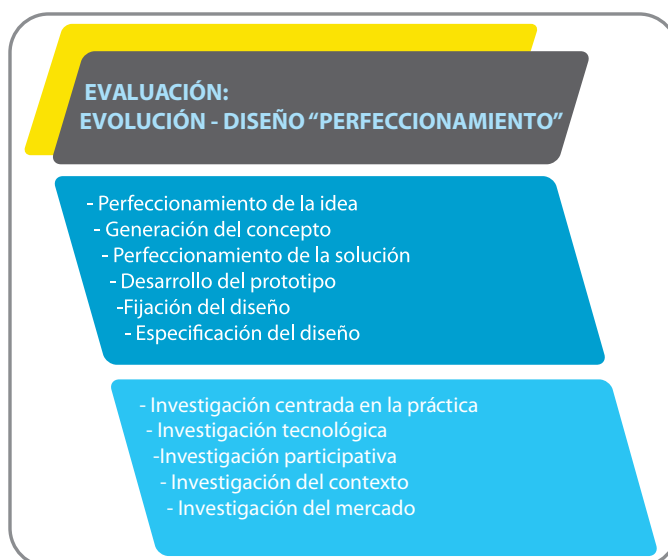 EVALUACIÓN:
EVOLUCIÓN - DISEÑO “PERFECCIONAMIENTO”
- Perfeccionamiento de la idea
- Generación del concepto
- Perfeccionamiento de la solución
- Desarrollo del prototipo
-Fijación del diseño
- Especificación del diseño
- Investigación centrada en la práctica
- Investigación tecnológica
-Investigación participativa
- Investigación del contexto
- Investigación del mercado